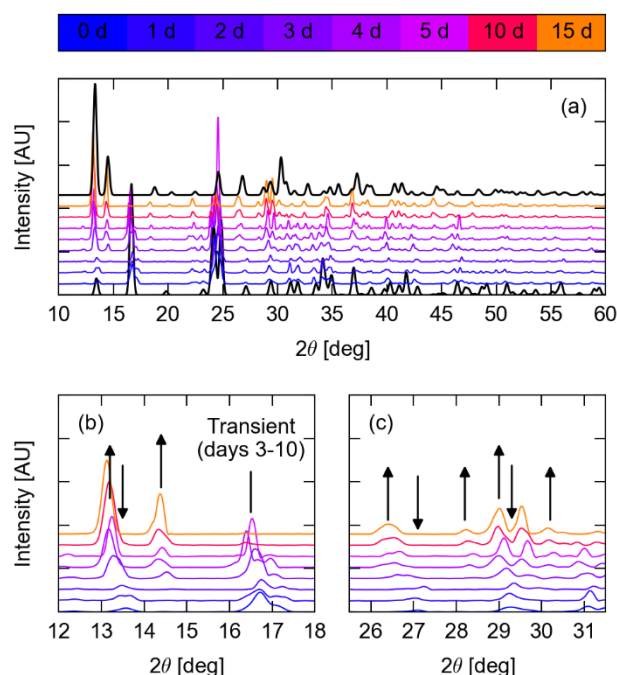 0 d 1 d 2 d 3 d 4 d 5 d 10 d 15 d
(a)
Intensity [AU]
10 15 20 25 30 35 40 45 50 55 60
2θ [deg]
(b)
Transient
(days 3-10)
Intensity [AU]
12 13 14 15 16 17 18
2θ [deg]
(c)
26 27 28 29 30 31
2θ [deg]